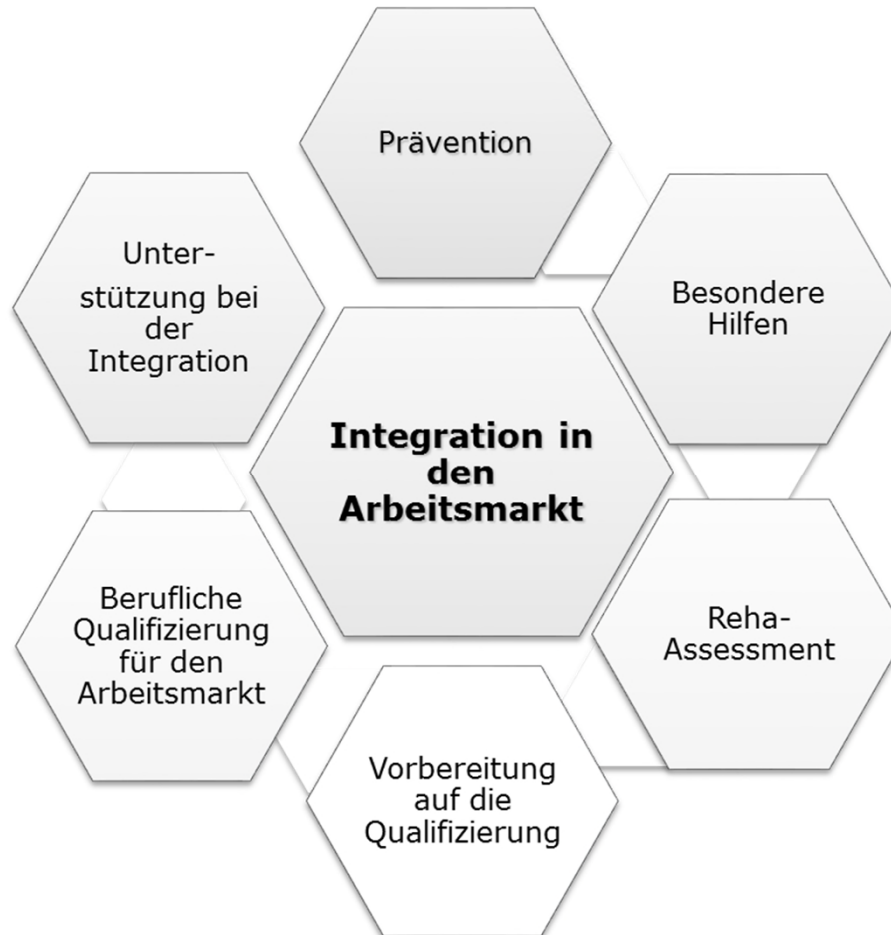 Prävention
Unter-
stützung bei
der
Integration
Besondere
Hilfen
Integration in
den
Arbeitsmarkt
Berufliche
Qualifizierung
für den
Arbeitsmarkt
Reha-
Assessment
Vorbereitung
auf die
Qualifizierung